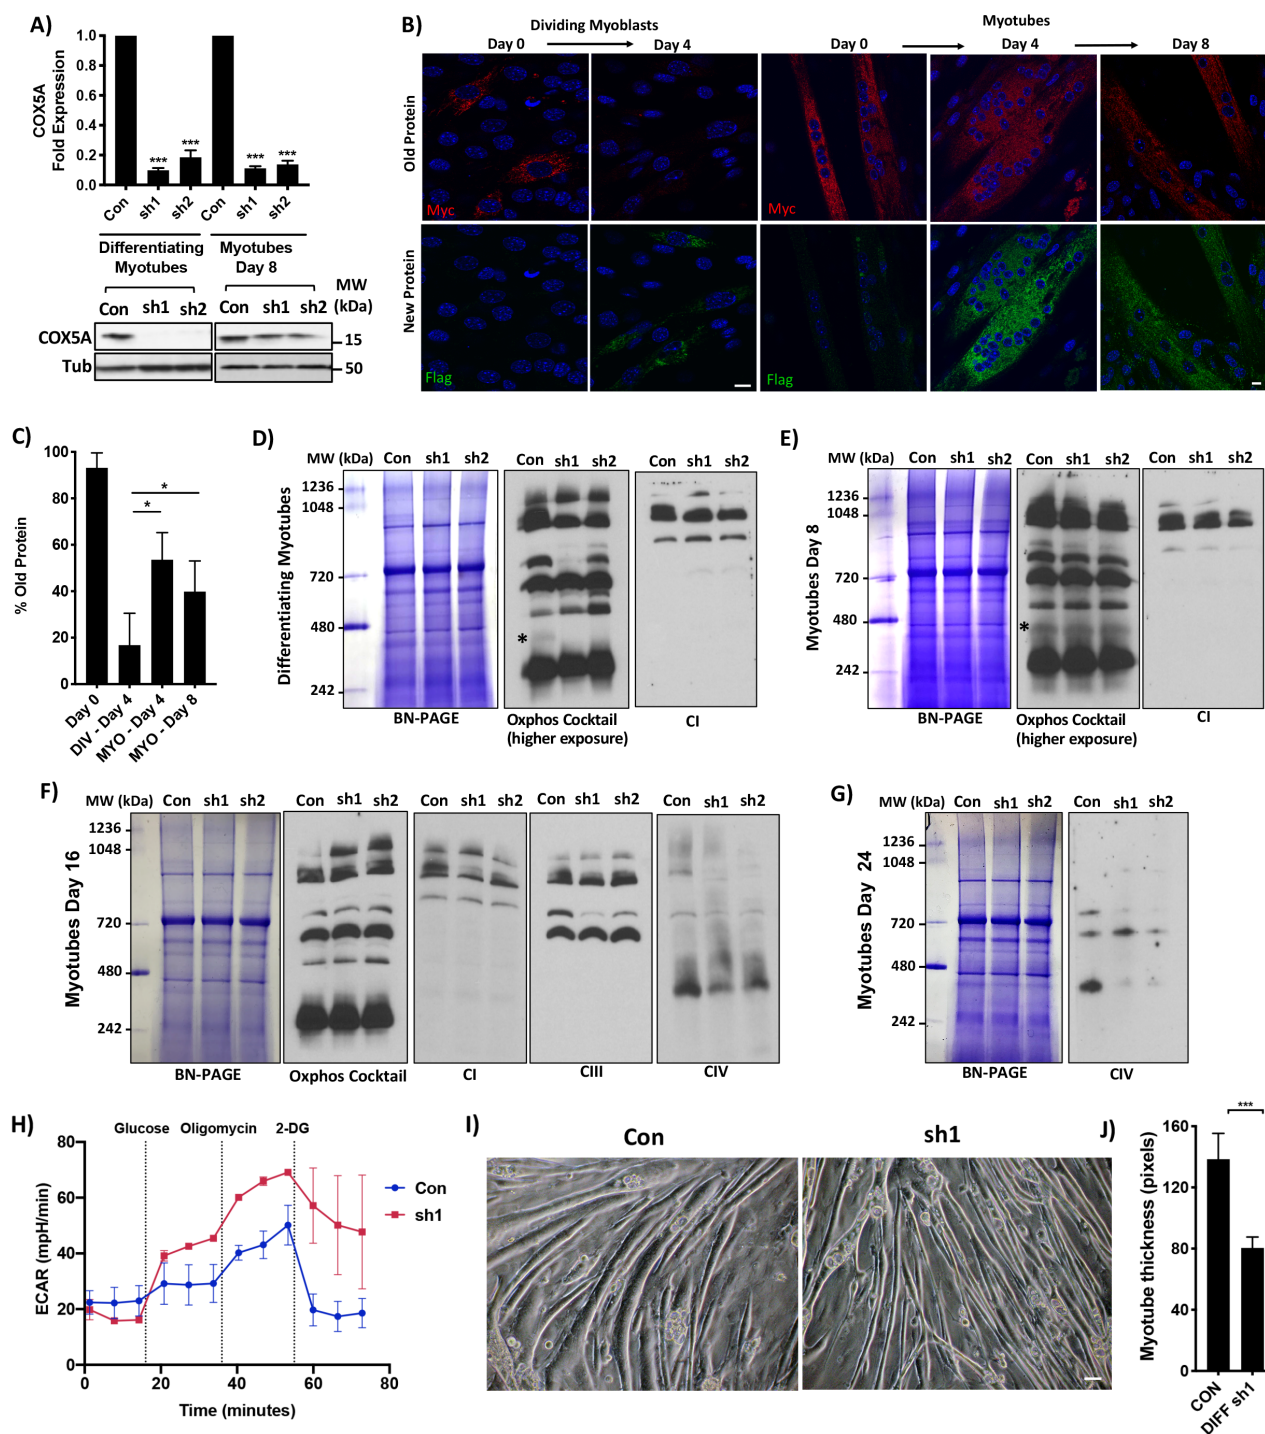 A)
1.0
0.8
0.6
0.4
0.2
0.0
COX5A
Fold Expression
***
***
***
***
Con
sh1
sh2
Con
sh1
sh2
Differentiating
Myotubes
Myotubes
Day 8
MW
(kDa)
Con sh1 sh2
Con sh1 sh2
COX5A
15
Tub
50
B)
Dividing Myoblasts
Day 0
Day 4
Myotubes
Day 0
Day 4
Day 8
Old Protein
New Protein
Myc
Myc
Flag
Flag
C)
100
80
60
40
20
0
% Old Protein
*
*
Day 0
DIV - Day 4
MYO - Day 4
MYO - Day 8
D)
Differentiating Myotubes
MW (kDa)
Con sh1 sh2
Con sh1 sh2
Con sh1 sh2
1236
1048
720
480
242
*
BN-PAGE
Oxphos Cocktail
(higher exposure)
CI
E)
Myotubes Day 8
MW (kDa)
Con sh1 sh2
Con sh1 sh2
Con sh1 sh2
1236
1048
720
480
242
*
BN-PAGE
Oxphos Cocktail
(higher exposure)
CI
F)
Myotubes Day 16
MW (kDa)
Con sh1 sh2
Con sh1 sh2
Con sh1 sh2
Con sh1 sh2
Con sh1 sh2
1236
1048
720
480
242
BN-PAGE
Oxphos Cocktail
CI
CIII
CIV
G)
Myotubes Day 24
MW (kDa)
Con sh1 sh2
Con sh1 sh2
1236
1048
720
480
242
BN-PAGE
CIV
H)
Glucose Oligomycin 2-DG
80
60
40
20
0
ECAR (mpH/min)
0 20 40 60 80
Time (minutes)
Con
sh1
I)
Con
sh1
J)
***
160
120
80
40
0
Myotube thickness (pixels)
CON
DIFF sh1